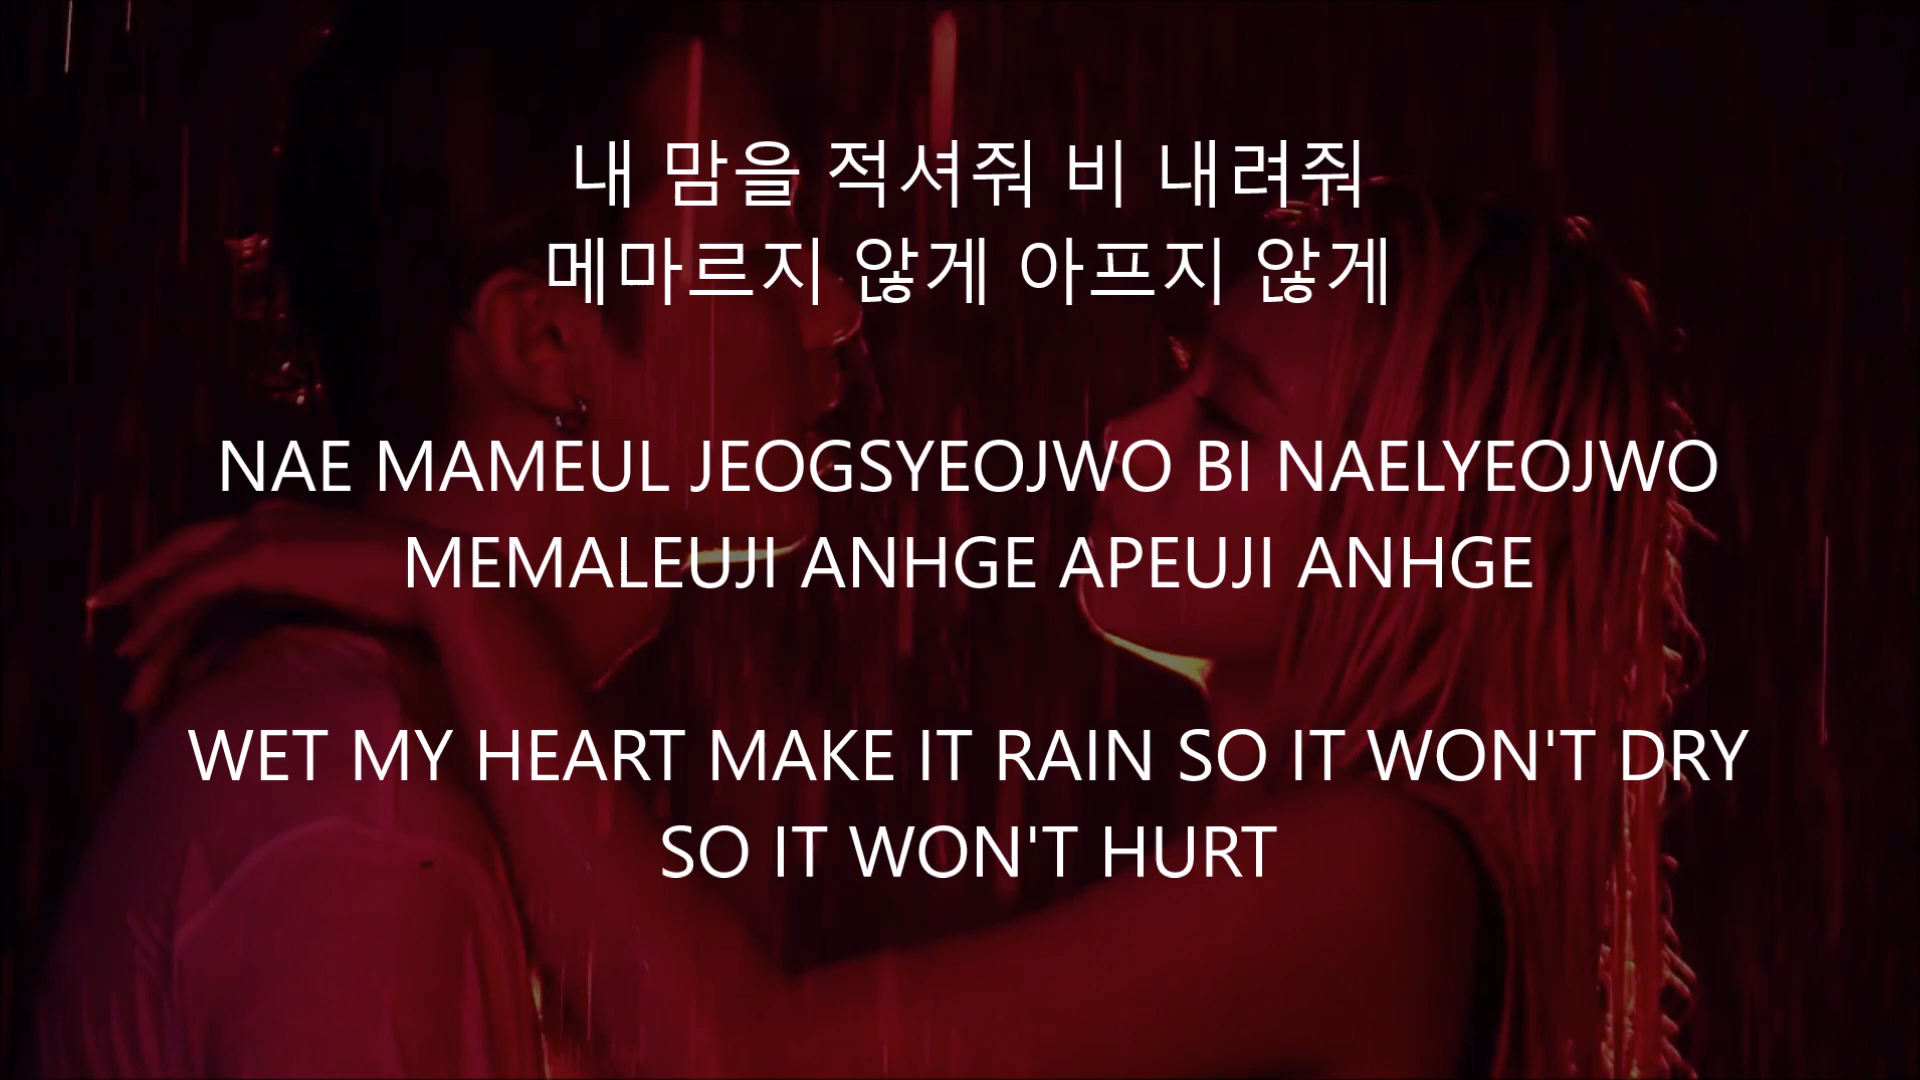 내 맘을 적셔줘 비 내려줘
메마르지 않게 아프지 않게
NAE MAMEUL JEOGSYEOJWO BI NAELYEOJWO
MEMALEUJI ANHGE APEUJI ANHGE
WET MY HEART MAKE IT RAIN SO IT WON'T DRY
SO IT WON'T HURT